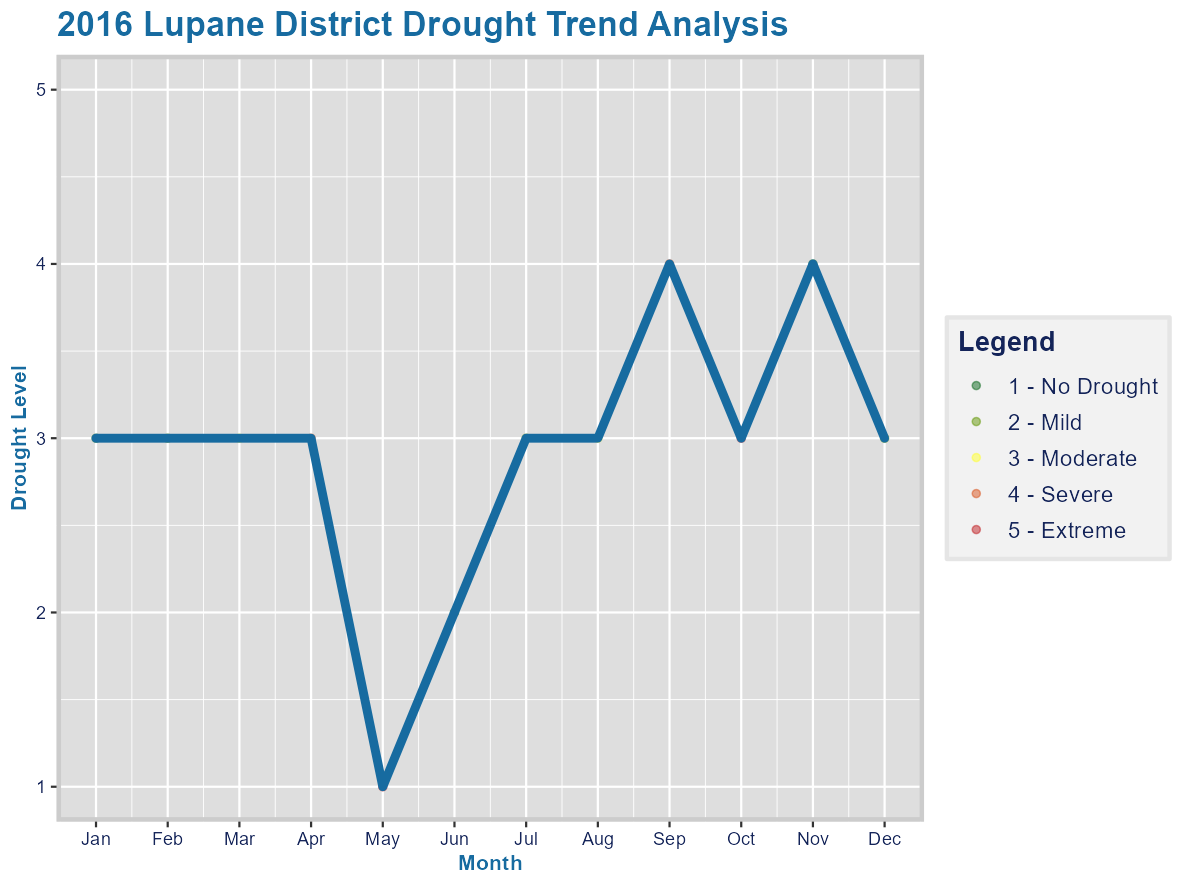 2016 Lupane District Drought Trend Analysis
Drought Level
5
4
3
2
1
Jan Feb Mar Apr May Jun Jul Aug Sep Oct Nov Dec
Month
Legend
1 - No Drought
2 - Mild
3 - Moderate
4 - Severe
5 - Extreme